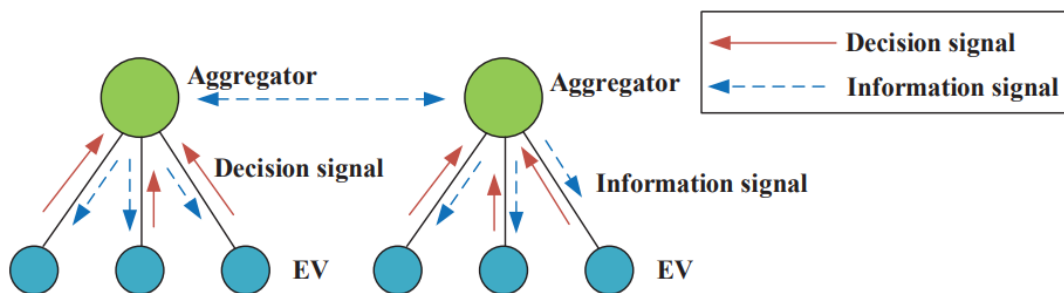 Decision signal
Aggregator
Aggregator
Information signal
Decision signal
Information signal
EV
EV